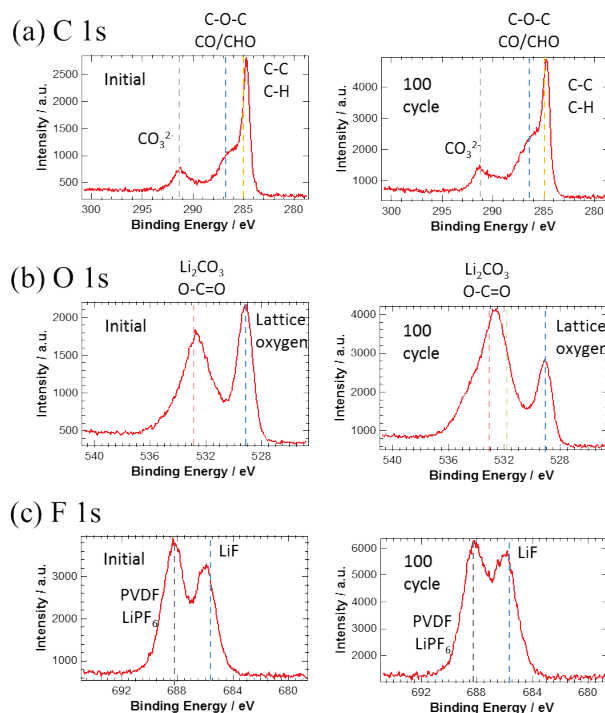 (a) C 1s
C-O-C
CO/CHO
Initial
C-C
C-H
CO₃²⁻
Intensity / a.u.
2500
2000
1500
1000
500
300 295 290 285 280
Binding Energy / eV
C-O-C
CO/CHO
100
cycle
C-C
C-H
CO₃²⁻
Intensity / a.u.
4000
3000
2000
1000
300 295 290 285 280
Binding Energy / eV
(b) O 1s
Li₂CO₃
O-C=O
Initial
Lattice
oxygen
Intensity / a.u.
2000
1500
1000
500
540 536 532 528
Binding Energy / eV
Li₂CO₃
O-C=O
100
cycle
Lattice
oxygen
Intensity / a.u.
4000
3000
2000
1000
540 536 532 528
Binding Energy / eV
(c) F 1s
Initial
LiF
PVDF
LiPF₆
Intensity / a.u.
3000
2000
1000
692 688 684 680
Binding Energy / eV
100
cycle
LiF
PVDF
LiPF₆
Intensity / a.u.
6000
5000
4000
3000
2000
1000
692 688 684 680
Binding Energy / eV